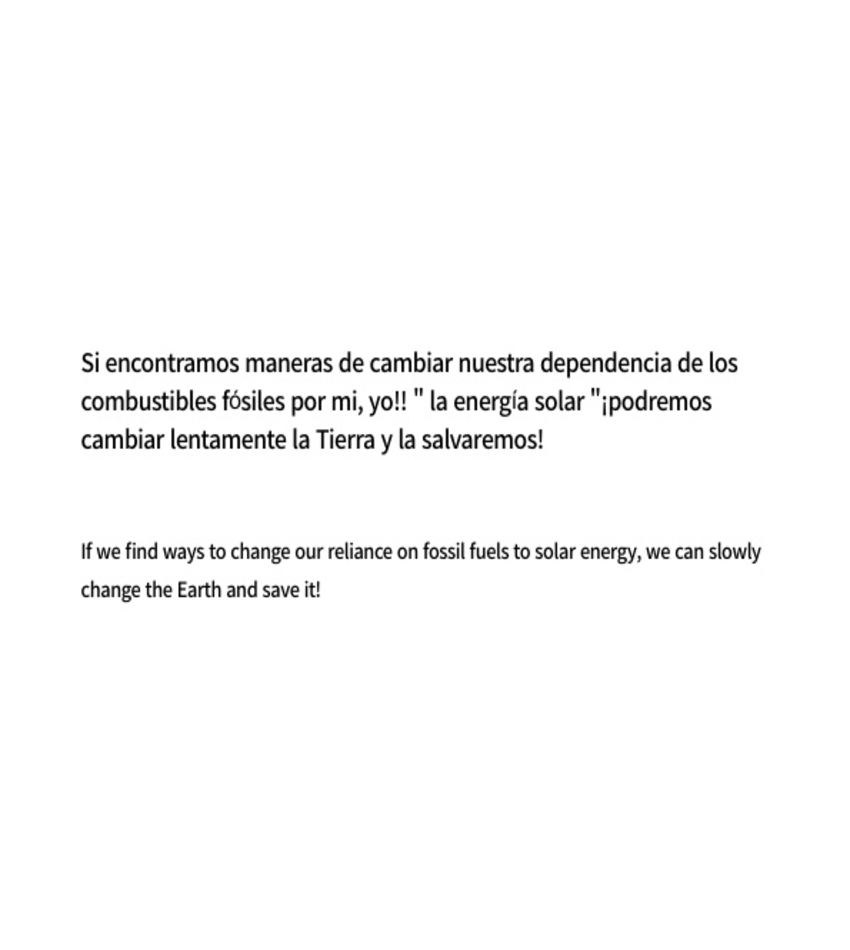 Si encontramos maneras de cambiar nuestra dependencia de los
combustibles fósiles por mi, yo!! " la energía solar "¡podremos
cambiar lentamente la Tierra y la salvaremos!
If we find ways to change our reliance on fossil fuels to solar energy, we can slowly
change the Earth and save it!